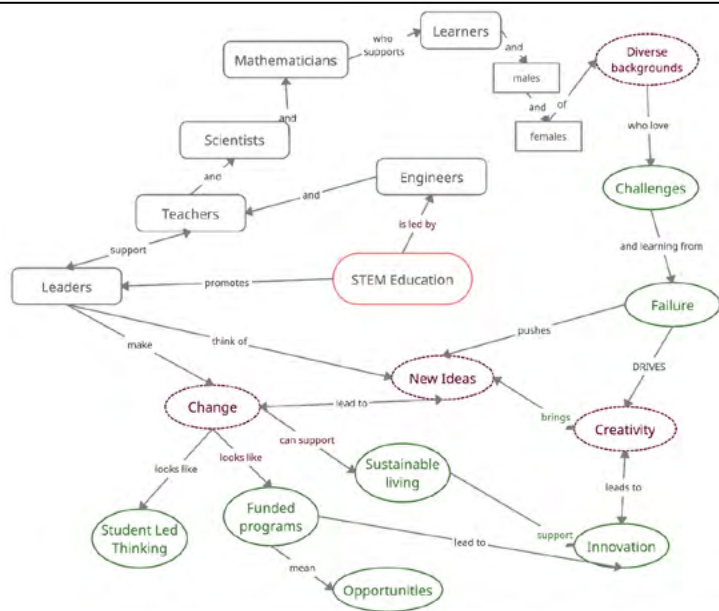 Learners
who
supports
Mathematicians
and
males
and
of
females
Diverse
backgrounds
who love
and
Scientists
and
Teachers
and
Engineers
Challenges
support
is led by
and learning from
Leaders
promotes
STEM Education
Failure
make
think of
pushes
DRIVES
New Ideas
Change
lead to
brings
Creativity
can support
looks like
looks like
Sustainable
living
leads to
Funded
programs
Student Led
Thinking
lead to
support
Innovation
mean
Opportunities